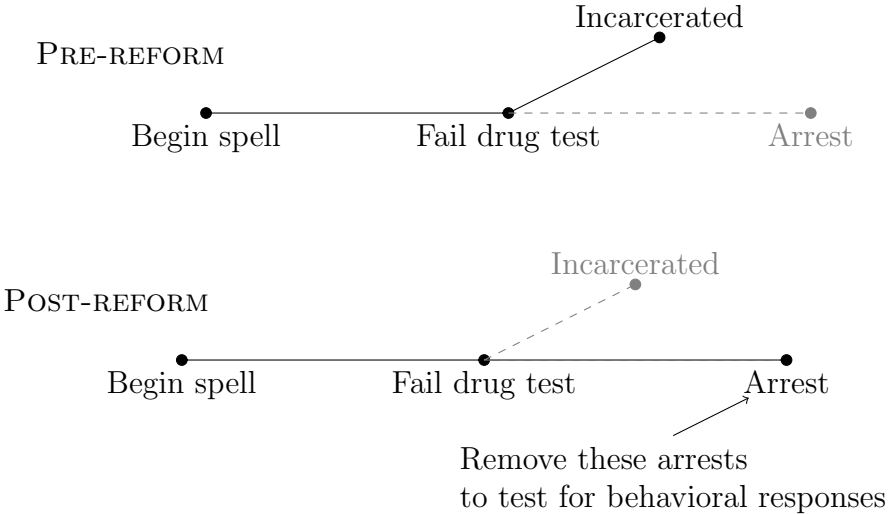 Incarcerated
PRE-REFORM
Begin spell
Fail drug test
Arrest
Incarcerated
POST-REFORM
Begin spell
Fail drug test
Arrest
Remove these arrests
to test for behavioral responses